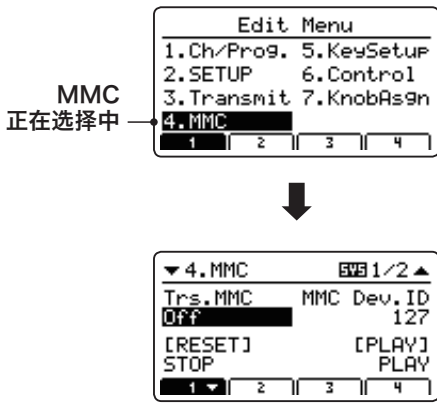 Edit Menu
1.Ch/Prog. 5.KeySetup
2.SETUP 6.Control
3.Transmit 7.KnobAsgn
4.MMC
1 2 3 4
MMC
正在选择中
▼4.MMC SYS 1/2▲
Trs.MMC MMC Dev.ID
Off 127
[RESET] [PLAY]
STOP PLAY
1▼ 2 3 4